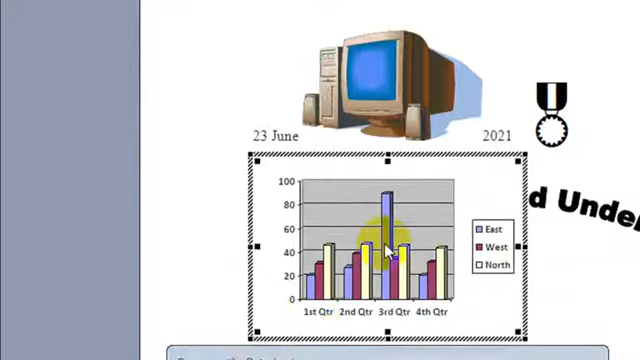 23 June 2021
d Under
100
80
60
40
20
0
1st Qtr 2nd Qtr 3rd Qtr 4th Qtr
East
West
North